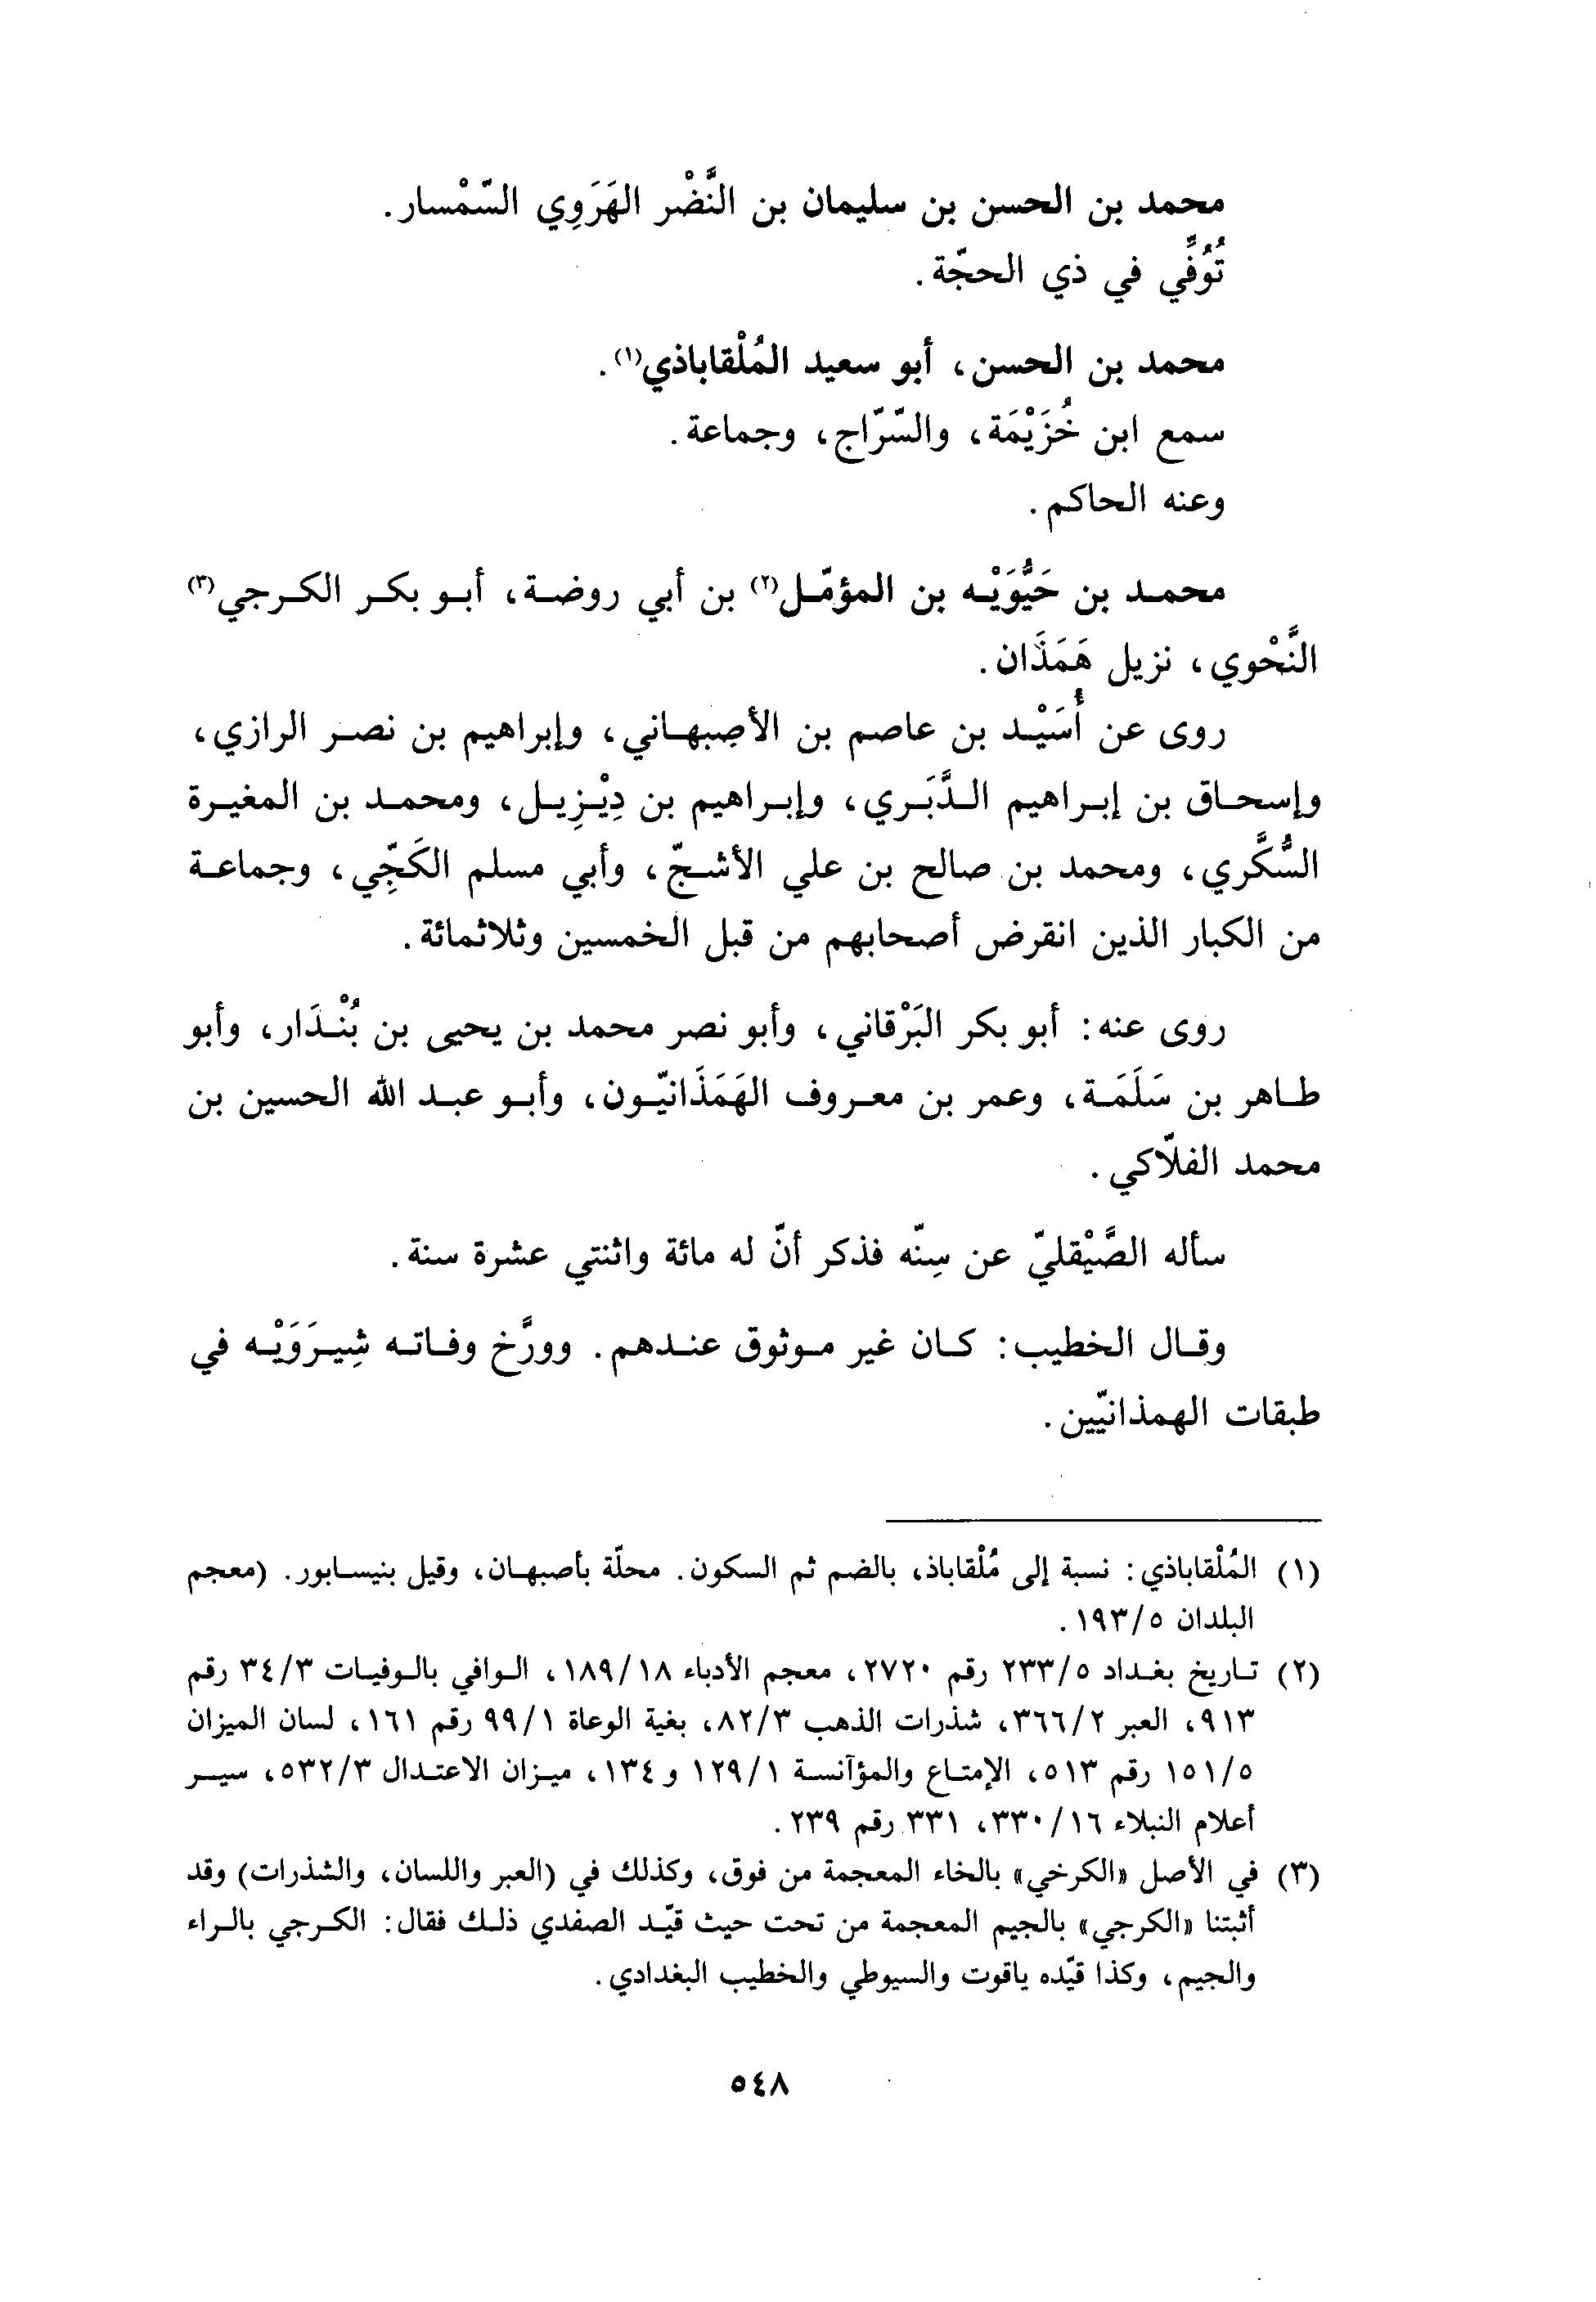 محمد بن الحسن بن سليمان بن النَّضْر الهَرَوِي السّمْسار.
تُوُفِّي في ذي الحجّة.
محمد بن الحسن، أبو سعيد المُلْقاباذي(١).
سمع ابن خُزَيْمَة، والسّرّاج، وجماعة.
وعنه الحاكم.
محمد بن حَيُّوَيْه بن المؤمّل(٢) بن أبي روضة، أبو بكر الكرجي(٣)
النَّحْوي، نزيل هَمَذَان.
روى عن أُسَيْد بن عاصم بن الأصبهاني، وإبراهيم بن نصر الرازي،
وإسحاق بن إبراهيم الدَّبَري، وإبراهيم بن دِيْزِيل، ومحمد بن المغيرة
السُّكَّري، ومحمد بن صالح بن علي الأشجّ، وأبي مسلم الكَجِّي، وجماعة
من الكبار الذين انقرض أصحابهم من قبل الخمسين وثلاثمائة.
روى عنه: أبو بكر البَرْقاني، وأبو نصر محمد بن يحيى بن بُنْدَار، وأبو
طاهر بن سَلَمَة، وعمر بن معروف الهَمَذَانيّون، وأبو عبد الله الحسين بن
محمد الفلّاكي.
سأله الصَّيْقليّ عن سِنّه فذكر أنّ له مائة واثنتي عشرة سنة.
وقال الخطيب: كان غير موثوق عندهم. وورَّخ وفاته شِيرَوَيْه في
طبقات الهمذانيّين.
(١) المُلْقاباذي: نسبة إلى مُلْقاباذ، بالضم ثم السكون. محلّة بأصبهان، وقيل بنيسابور. (معجم
البلدان ١٩٣/٥.
(٢) تاريخ بغداد ٢٣٣/٥ رقم ٢٧٢٠، معجم الأدباء ١٨٩/١٨، الوافي بالوفيات ٣٤/٣ رقم
٩١٣، العبر ٣٦٦/٢، شذرات الذهب ٨٢/٣، بغية الوعاة ٩٩/١ رقم ١٦١، لسان الميزان
١٥١/٥ رقم ٥١٣، الإمتاع والمؤآنسة ١٢٩/١ و ١٣٤، ميزان الاعتدال ٥٣٢/٣، سير
أعلام النبلاء ٣٣٠/١٦، ٣٣١ رقم ٢٣٩.
(٣) في الأصل «الكرخي» بالخاء المعجمة من فوق، وكذلك في (العبر واللسان، والشذرات) وقد
أثبتنا «الكرجي» بالجيم المعجمة من تحت حيث قيّد الصفدي ذلك فقال: الكرجي بالراء
والجيم، وكذا قيّده ياقوت والسيوطي والخطيب البغدادي.
٥٤٨